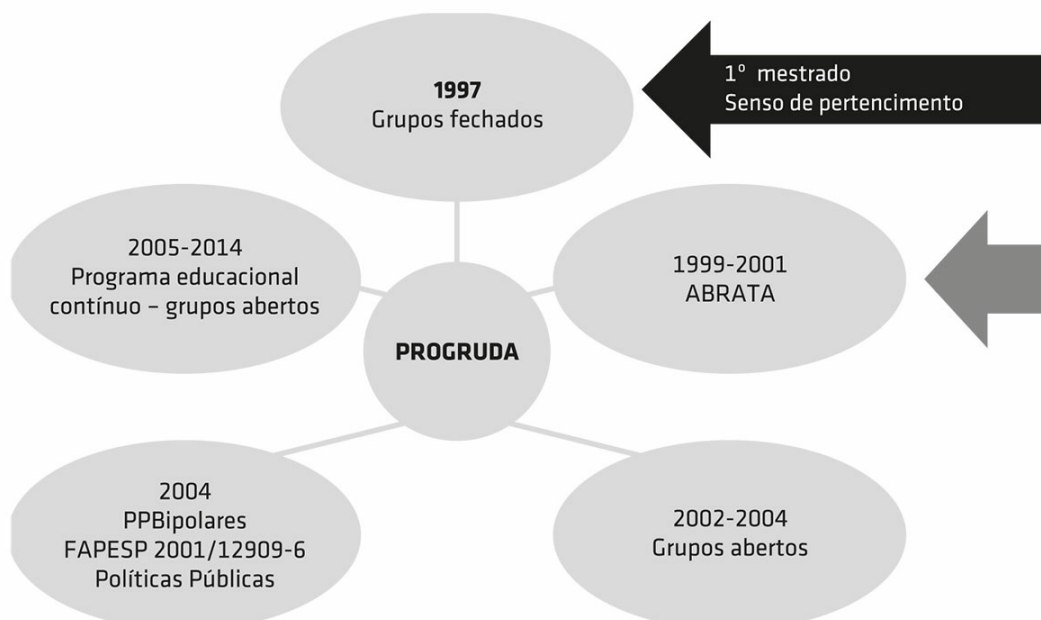 1997
Grupos fechados
1º mestrado
Senso de pertencimento
2005-2014
Programa educacional
contínuo – grupos abertos
1999-2001
ABRATA
PROGRUDA
2004
PPBipolares
FAPESP 2001/12909-6
Políticas Públicas
2002-2004
Grupos abertos